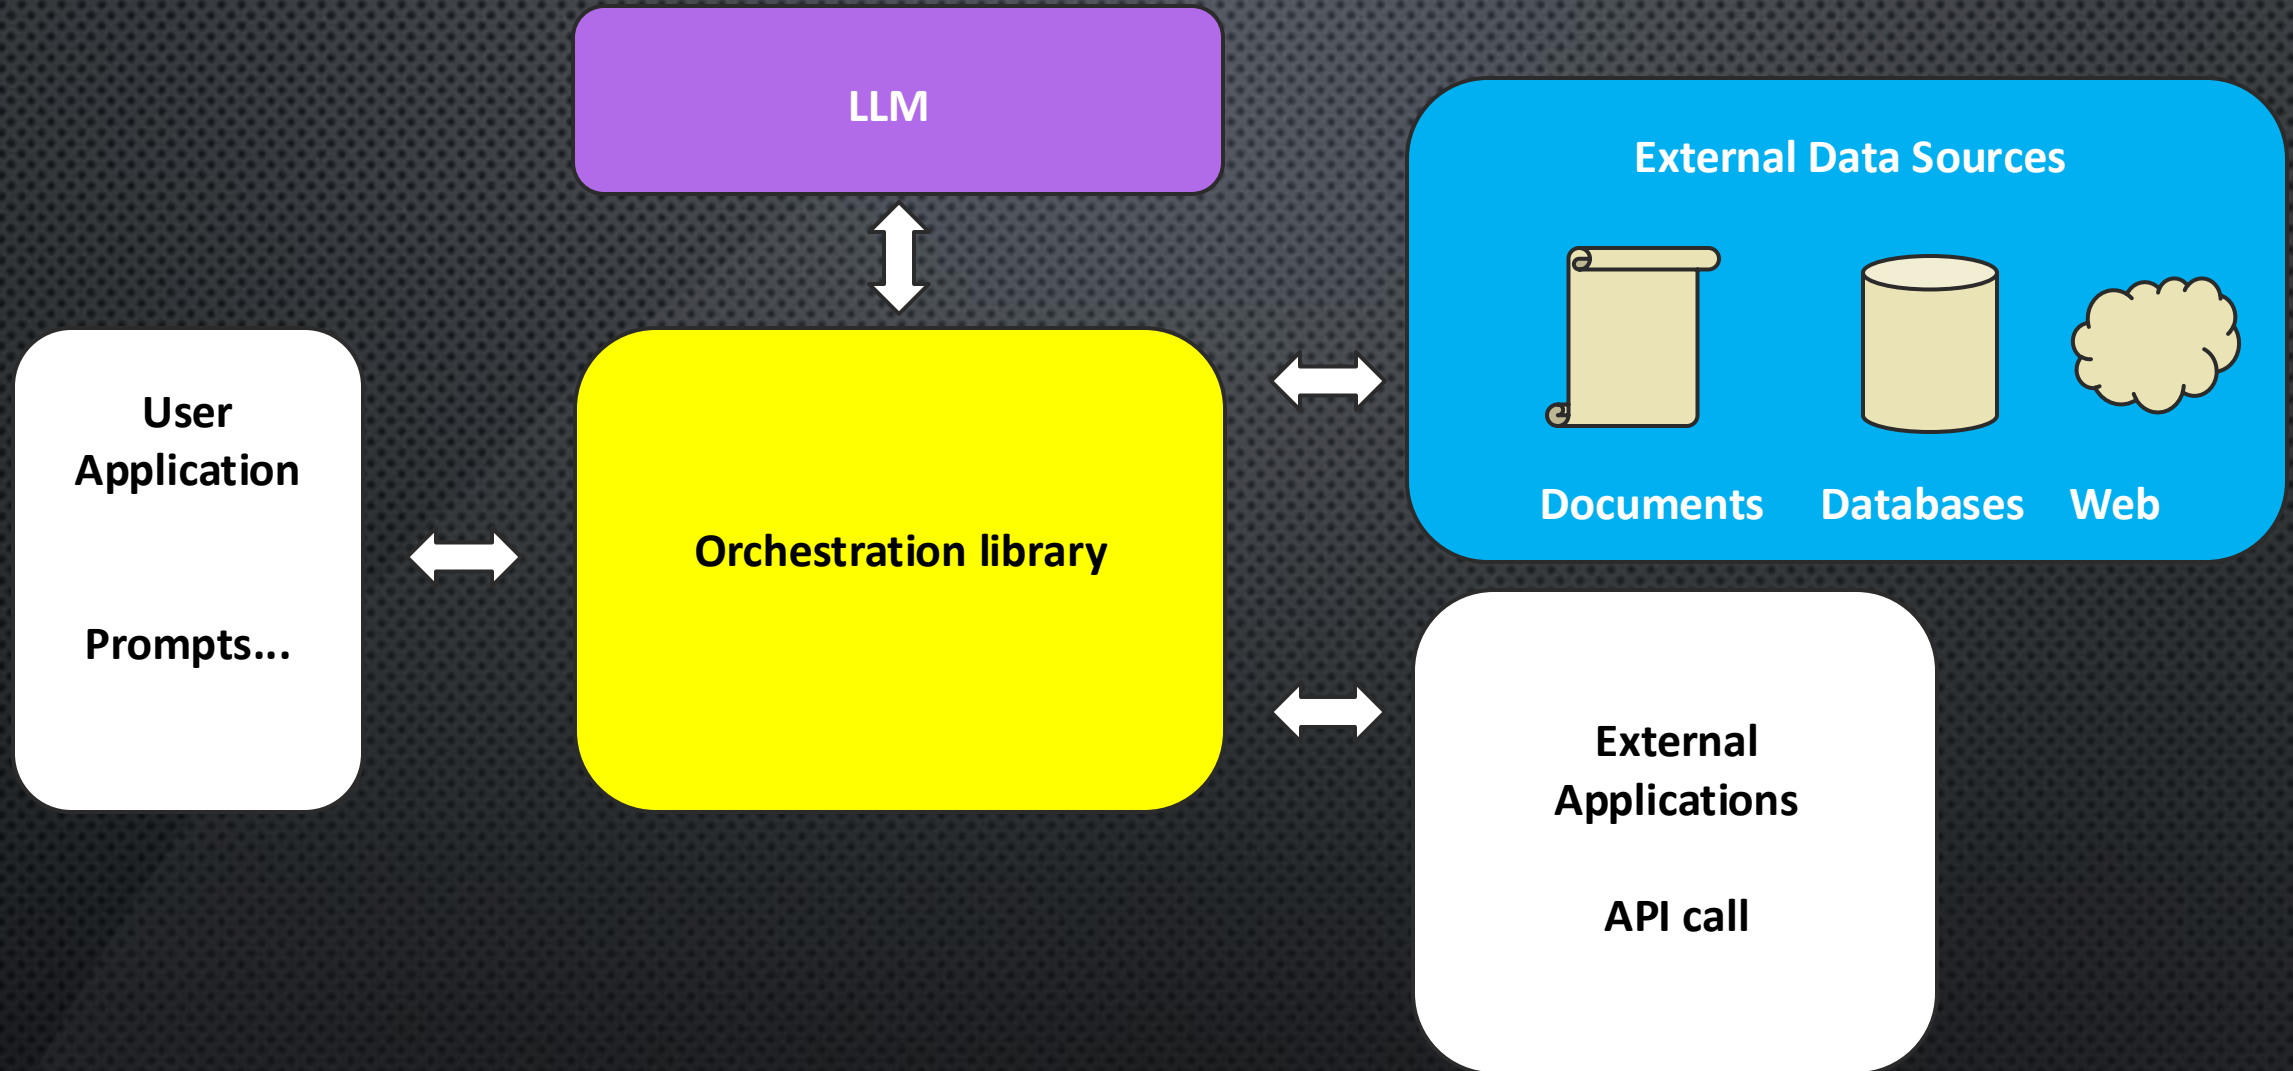 LLM
External Data Sources
Documents
Databases
Web
User
Application
Prompts...
Orchestration library
External
Applications
API call